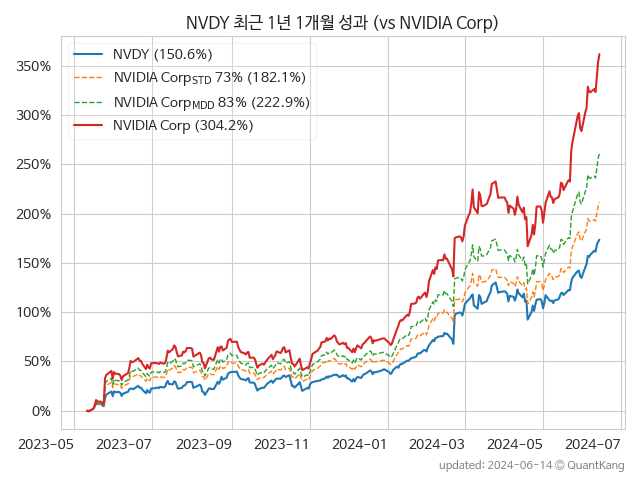 NVDY 최근 1년 1개월 성과 (vs NVIDIA Corp)
NVDY (150.6%)
NVIDIA CorpSTD 73% (182.1%)
NVIDIA CorpMDD 83% (222.9%)
NVIDIA Corp (304.2%)
350%
300%
250%
200%
150%
100%
50%
0%
2023-05 2023-07 2023-09 2023-11 2024-01 2024-03 2024-05 2024-07
updated: 2024-06-14 © QuantKang